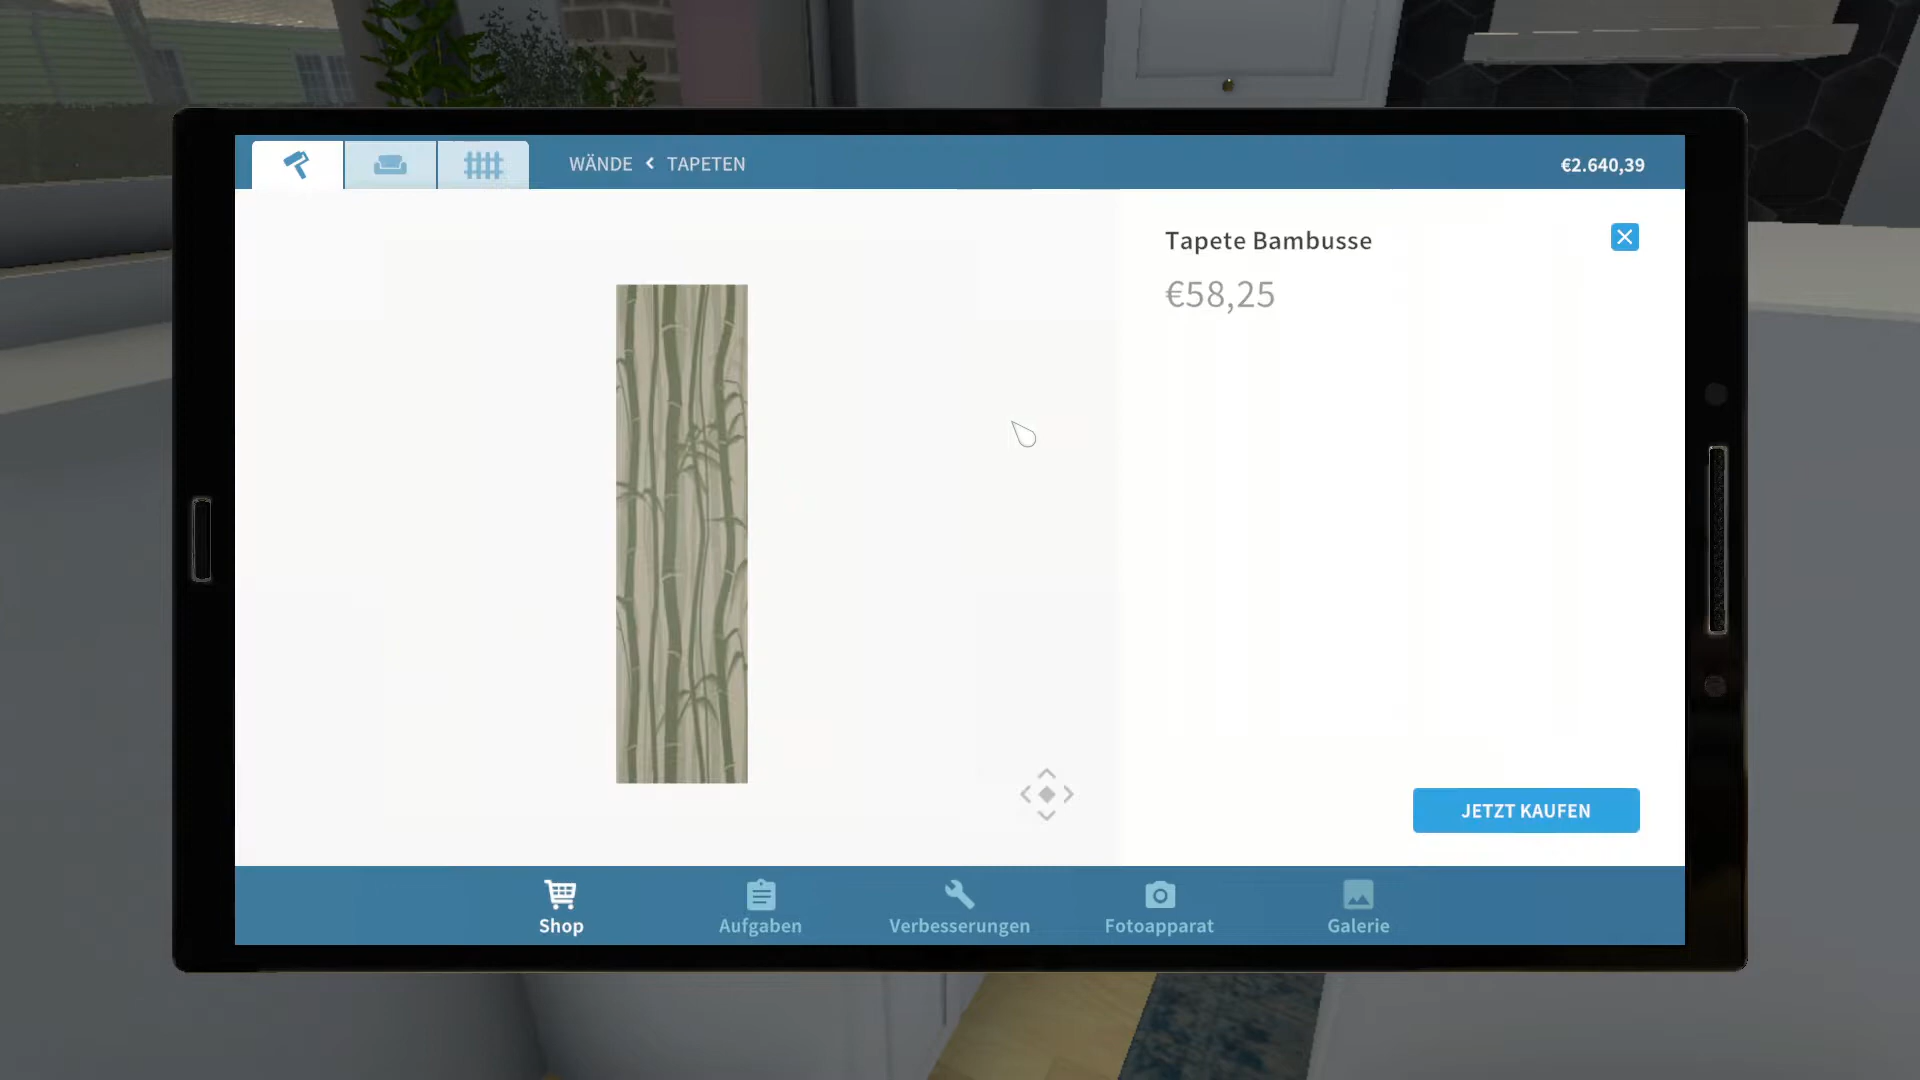 WÄNDE < TAPETEN
€2.640,39
Tapete Bambusse
€58,25
JETZT KAUFEN
Shop
Aufgaben
Verbesserungen
Fotoapparat
Galerie